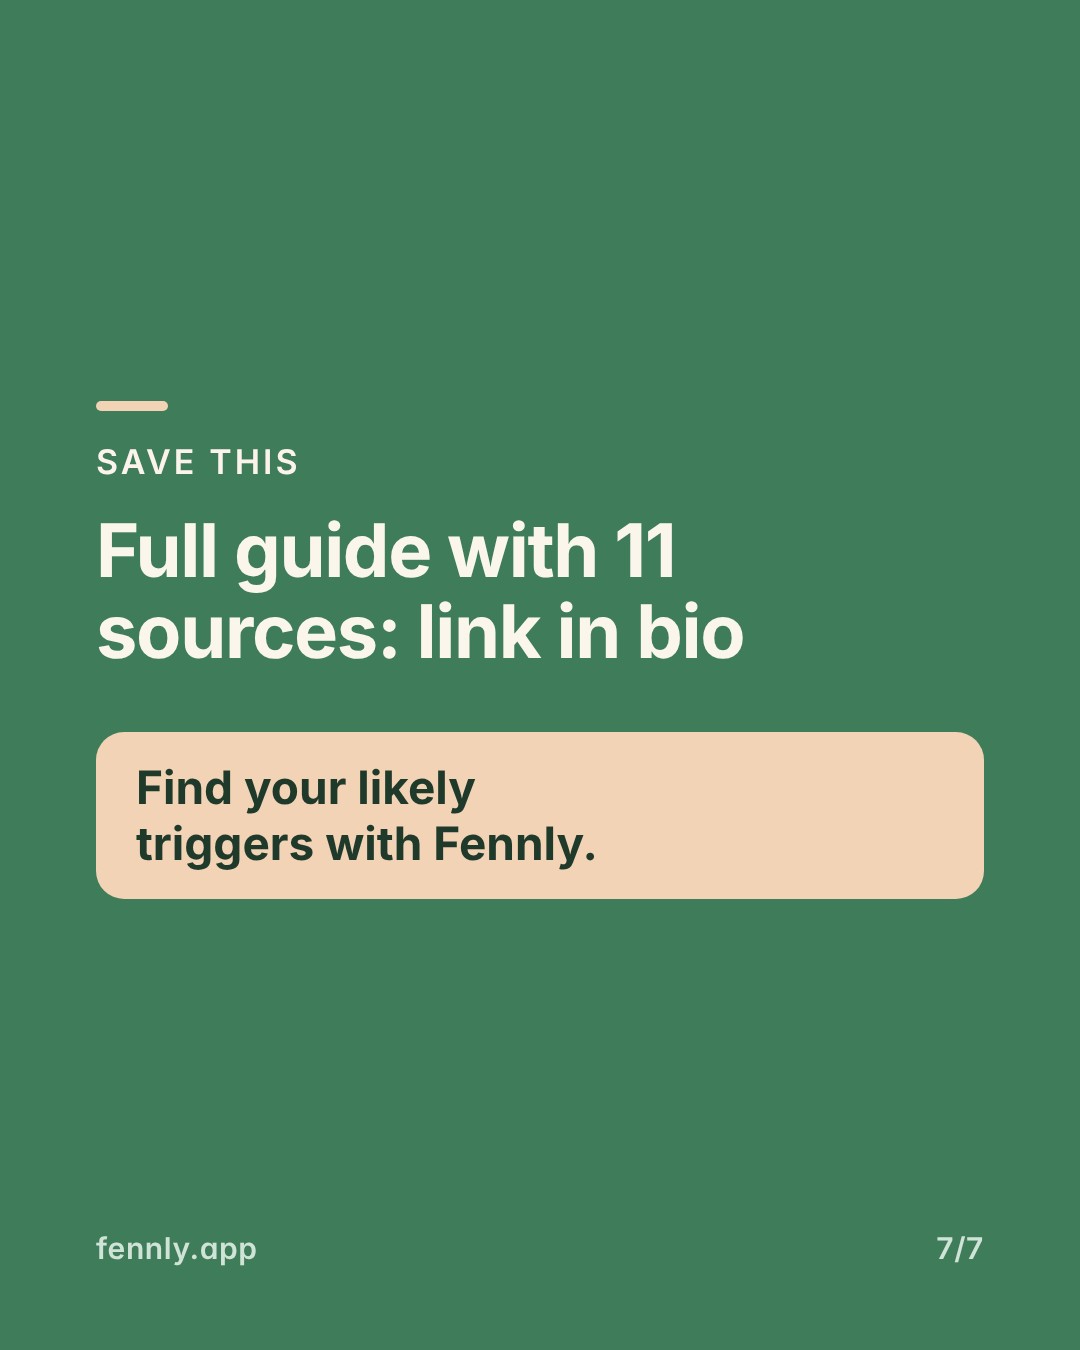 SAVE THIS
Full guide with 11
sources: link in bio
Find your likely
triggers with Fennly.
fennly.app
7/7